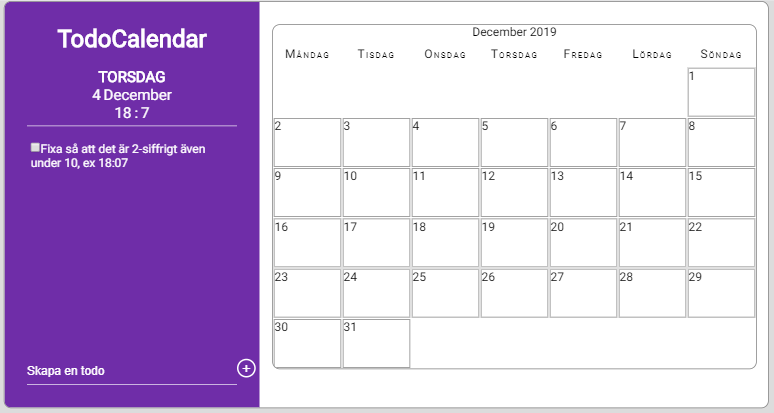 TodoCalendar
TORSDAG
4 December
18 : 7
Fixa så att det är 2-siffrigt även
under 10, ex 18:07
Skapa en todo
December 2019
Måndag Tisdag Onsdag Torsdag Fredag Lördag Söndag
1
2 3 4 5 6 7 8
9 10 11 12 13 14 15
16 17 18 19 20 21 22
23 24 25 26 27 28 29
30 31